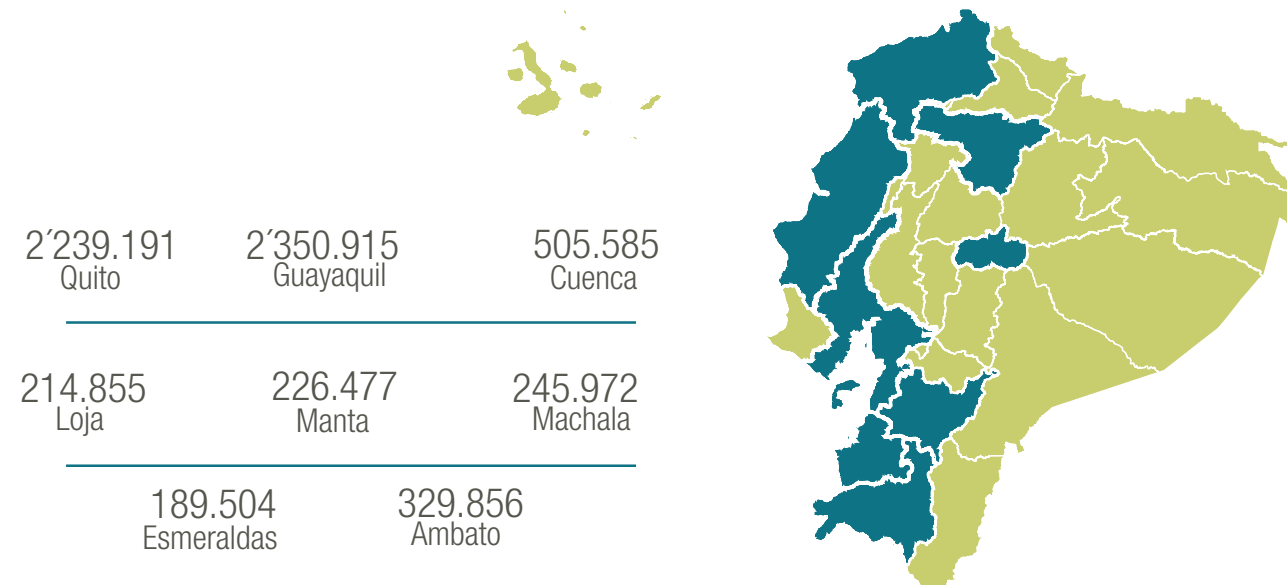 2´239.191
Quito
2´350.915
Guayaquil
505.585
Cuenca
214.855
Loja
226.477
Manta
245.972
Machala
189.504
Esmeraldas
329.856
Ambato